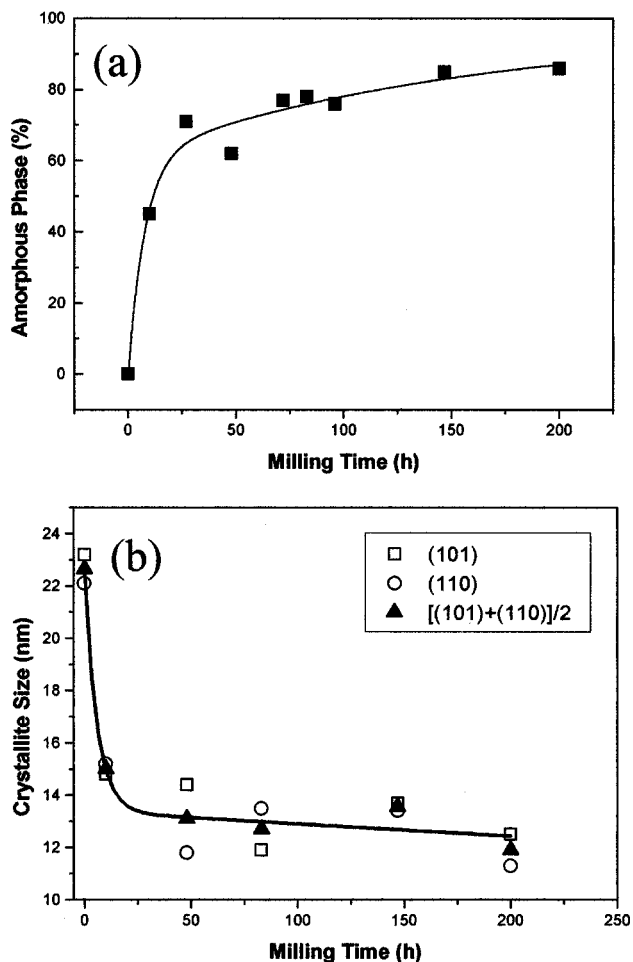 (a)
Amorphous Phase (%)
100
80
60
40
20
0
0 50 100 150 200
Milling Time (h)
(b)
(101)
(110)
[(101)+(110)]/2
Crystallite Size (nm)
24
22
20
18
16
14
12
10
0 50 100 150 200 250
Milling Time (h)